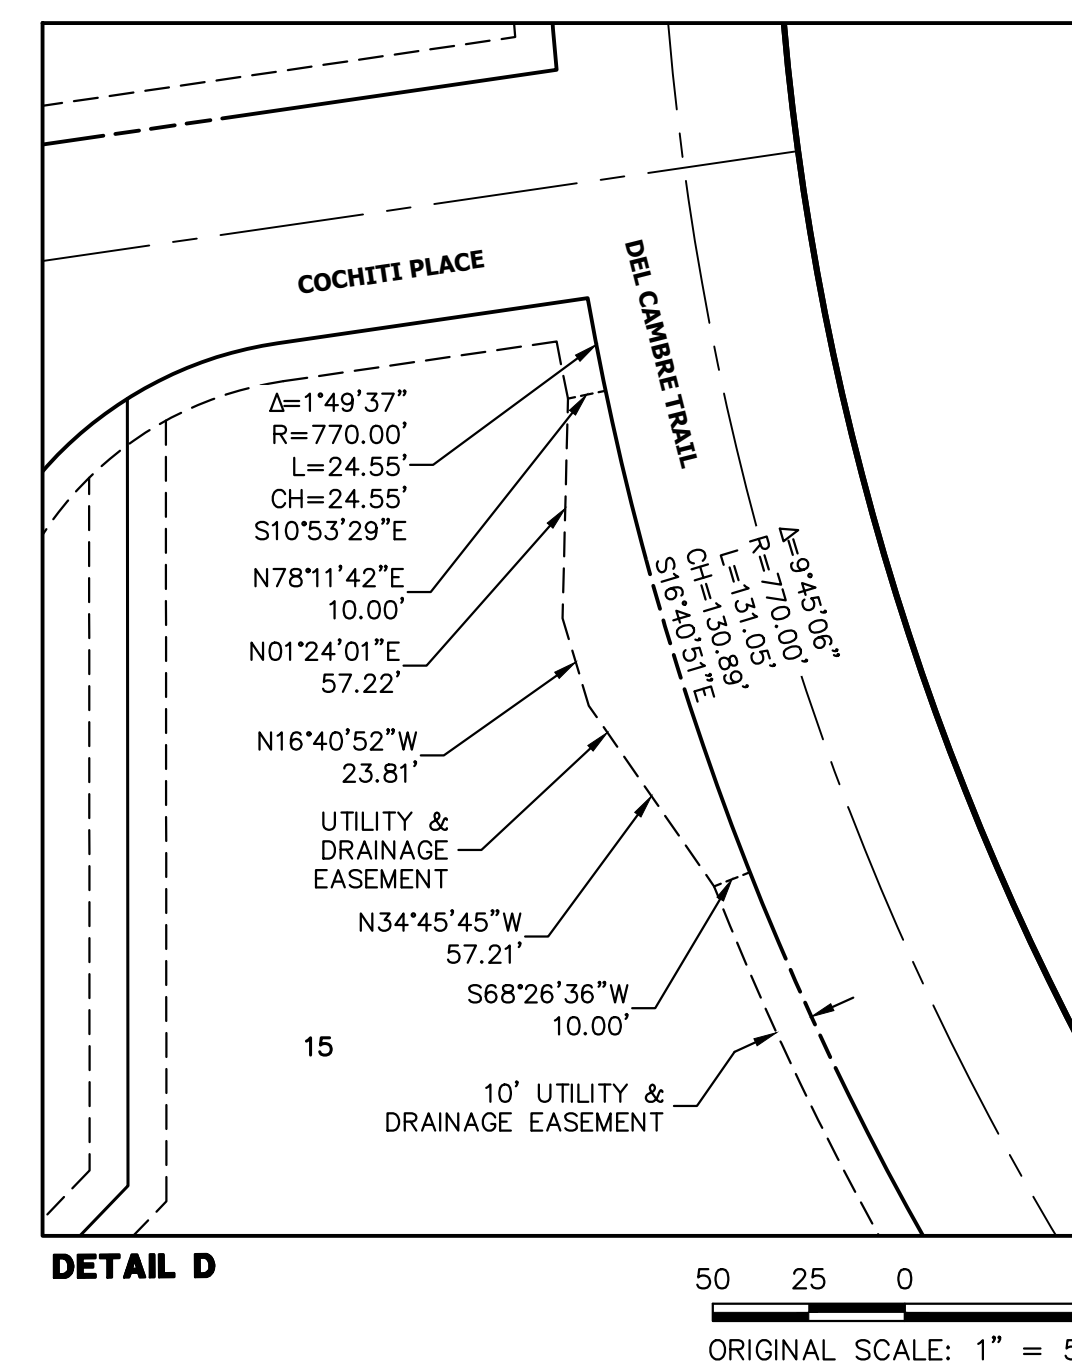 COCHITI PLACE
DEL CAMBRE TRAIL
Δ=1°49'37"
R=770.00'
L=24.55'
CH=24.55'
S10°53'29"E
N78°11'42"E
10.00'
N01°24'01"E
57.22'
N16°40'52"W
23.81'
UTILITY &
DRAINAGE
EASEMENT
N34°45'45"W
57.21'
S68°26'36"W
10.00'
10' UTILITY &
DRAINAGE EASEMENT
Δ=9°45'06"
R=770.00'
L=131.05'
CH=130.89'
S16°40'51"E
15
DETAIL D
50 25 0
ORIGINAL SCALE: 1" =